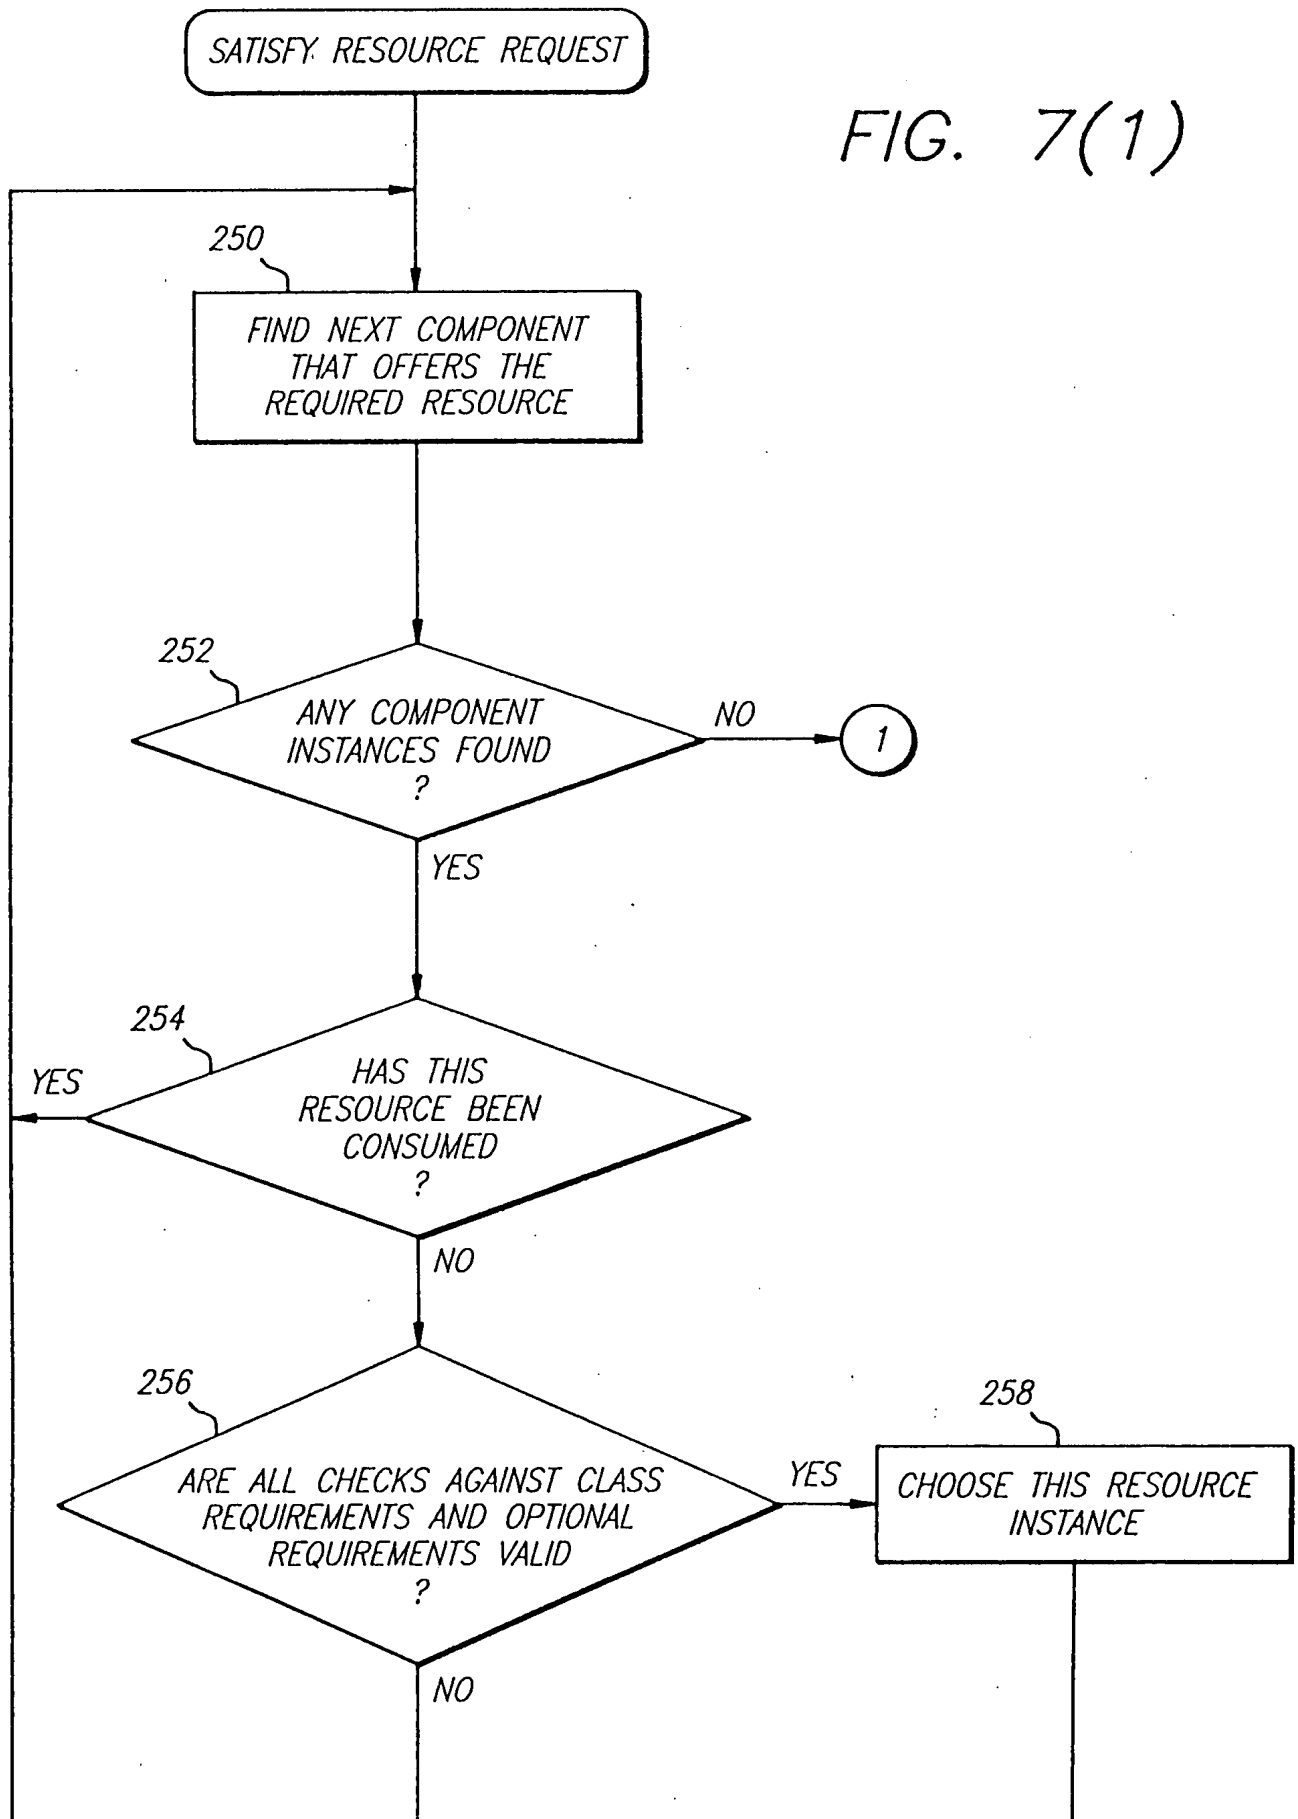 SATISFY RESOURCE REQUEST
FIG. 7(1)
250
FIND NEXT COMPONENT
THAT OFFERS THE
REQUIRED RESOURCE
252
ANY COMPONENT
INSTANCES FOUND
?
NO
1
YES
254
HAS THIS
RESOURCE BEEN
CONSUMED
?
YES
NO
256
ARE ALL CHECKS AGAINST CLASS
REQUIREMENTS AND OPTIONAL
REQUIREMENTS VALID
?
YES
258
CHOOSE THIS RESOURCE
INSTANCE
NO